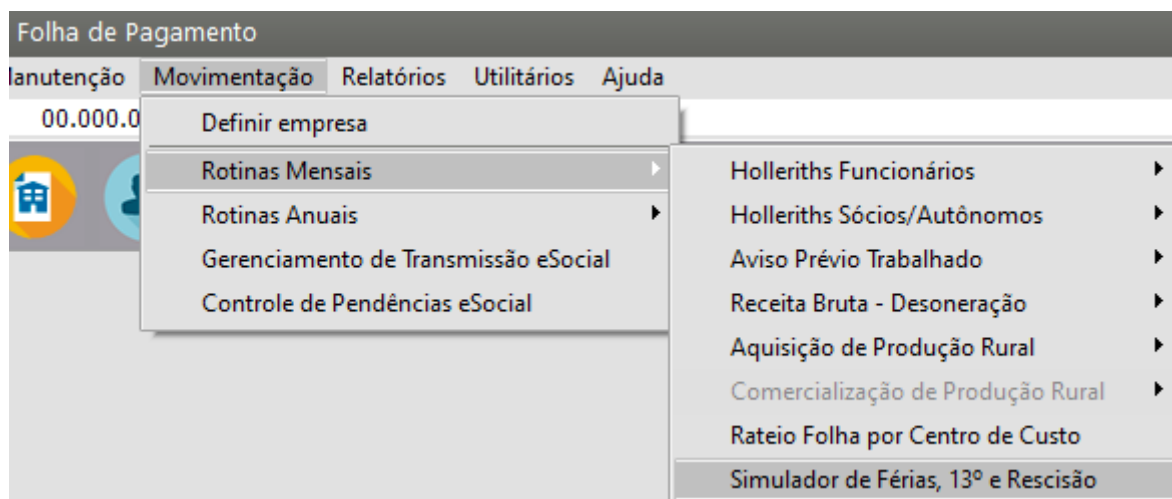 Folha de Pagamento
lanutenção Movimentação Relatórios Utilitários Ajuda
00.000.0
Definir empresa
Rotinas Mensais
Rotinas Anuais
Gerenciamento de Transmissão eSocial
Controle de Pendências eSocial
Holleriths Funcionários
Holleriths Sócios/Autônomos
Aviso Prévio Trabalhado
Receita Bruta - Desoneração
Aquisição de Produção Rural
Comercialização de Produção Rural
Rateio Folha por Centro de Custo
Simulador de Férias, 13º e Rescisão